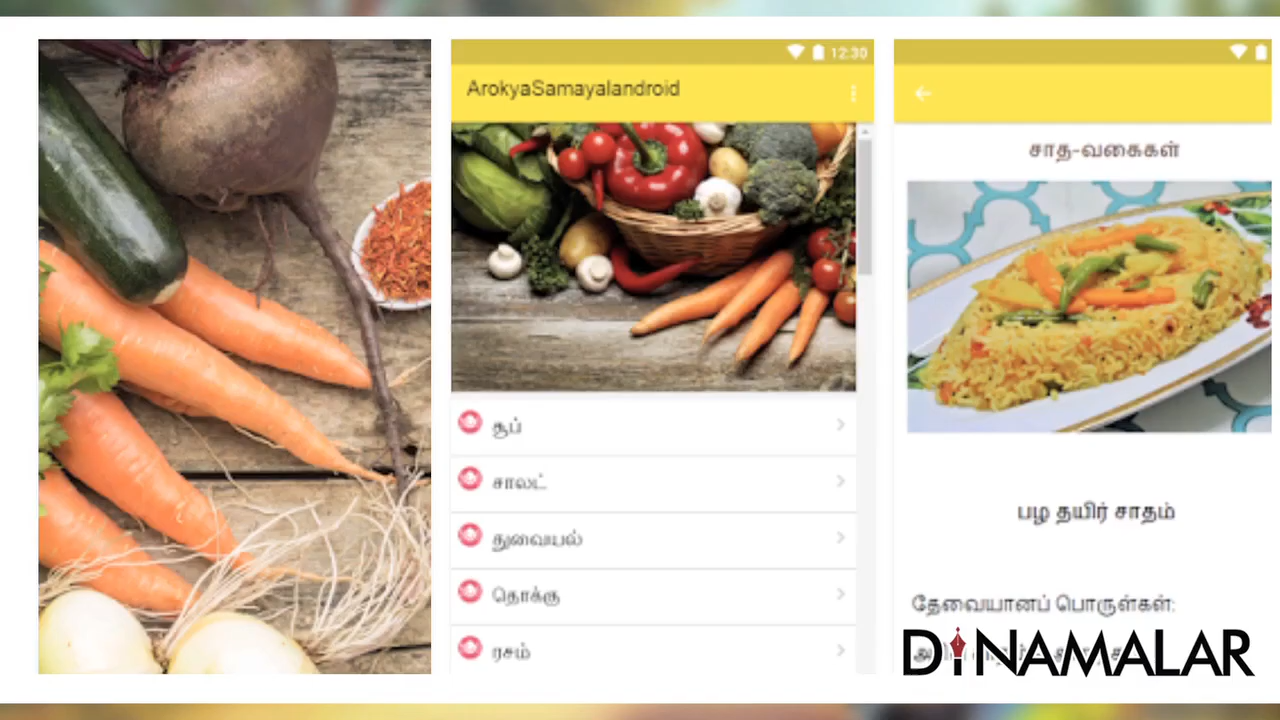 12:30
ArokyaSamayalandroid
சூப்
சாலட்
துவையல்
தொக்கு
ரசம்
சாத-வகைகள்
பழ தயிர் சாதம்
தேவையானப் பொருள்கள்:
DINAMALAR